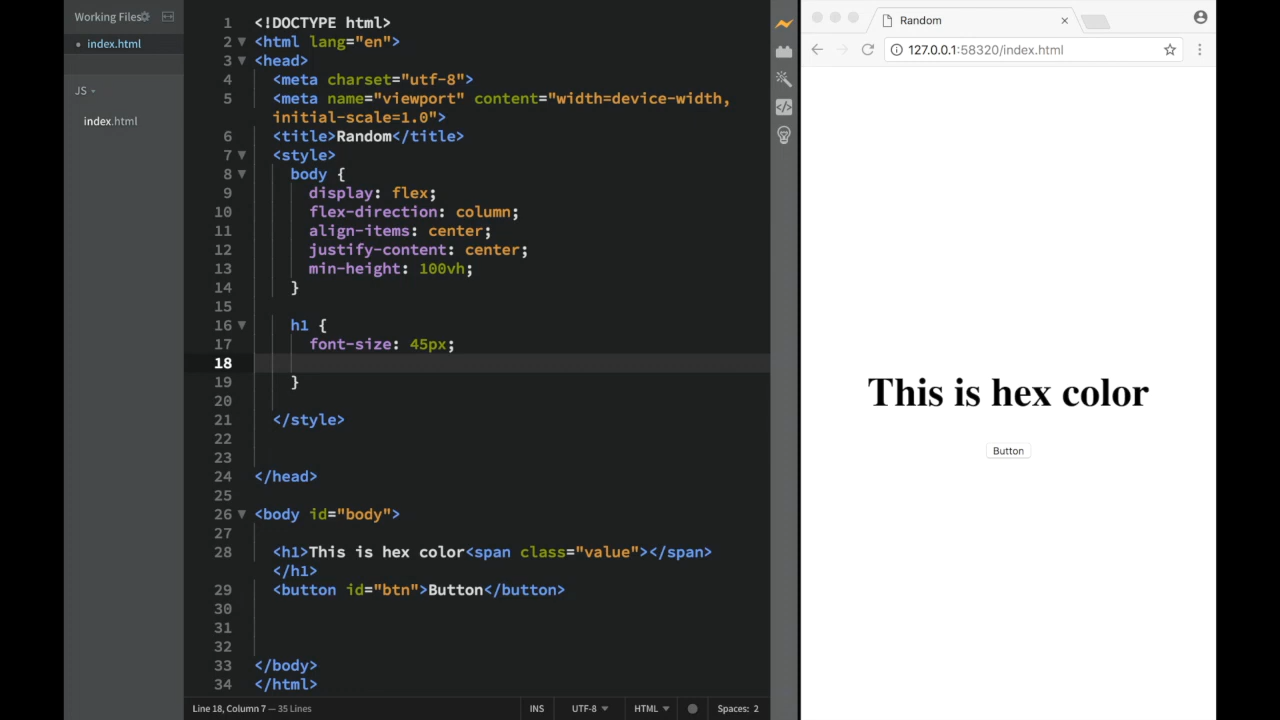 Working Files
index.html
JS
index.html
1 <!DOCTYPE html>
2 <html lang="en">
3 <head>
4 <meta charset="utf-8">
5 <meta name="viewport" content="width=device-width,
initial-scale=1.0">
6 <title>Random</title>
7 <style>
8 body {
9 display: flex;
10 flex-direction: column;
11 align-items: center;
12 justify-content: center;
13 min-height: 100vh;
14 }
15
16 h1 {
17 font-size: 45px;
18
19 }
20
21 </style>
22
23
24 </head>
25
26 <body id="body">
27
28 <h1>This is hex color<span class="value"></span>
</h1>
29 <button id="btn">Button</button>
30
31
32
33 </body>
34 </html>
Line 18, Column 7 — 35 Lines
INS
UTF-8
HTML
Spaces: 2
Random
127.0.0.1:58320/index.html
This is hex color
Button